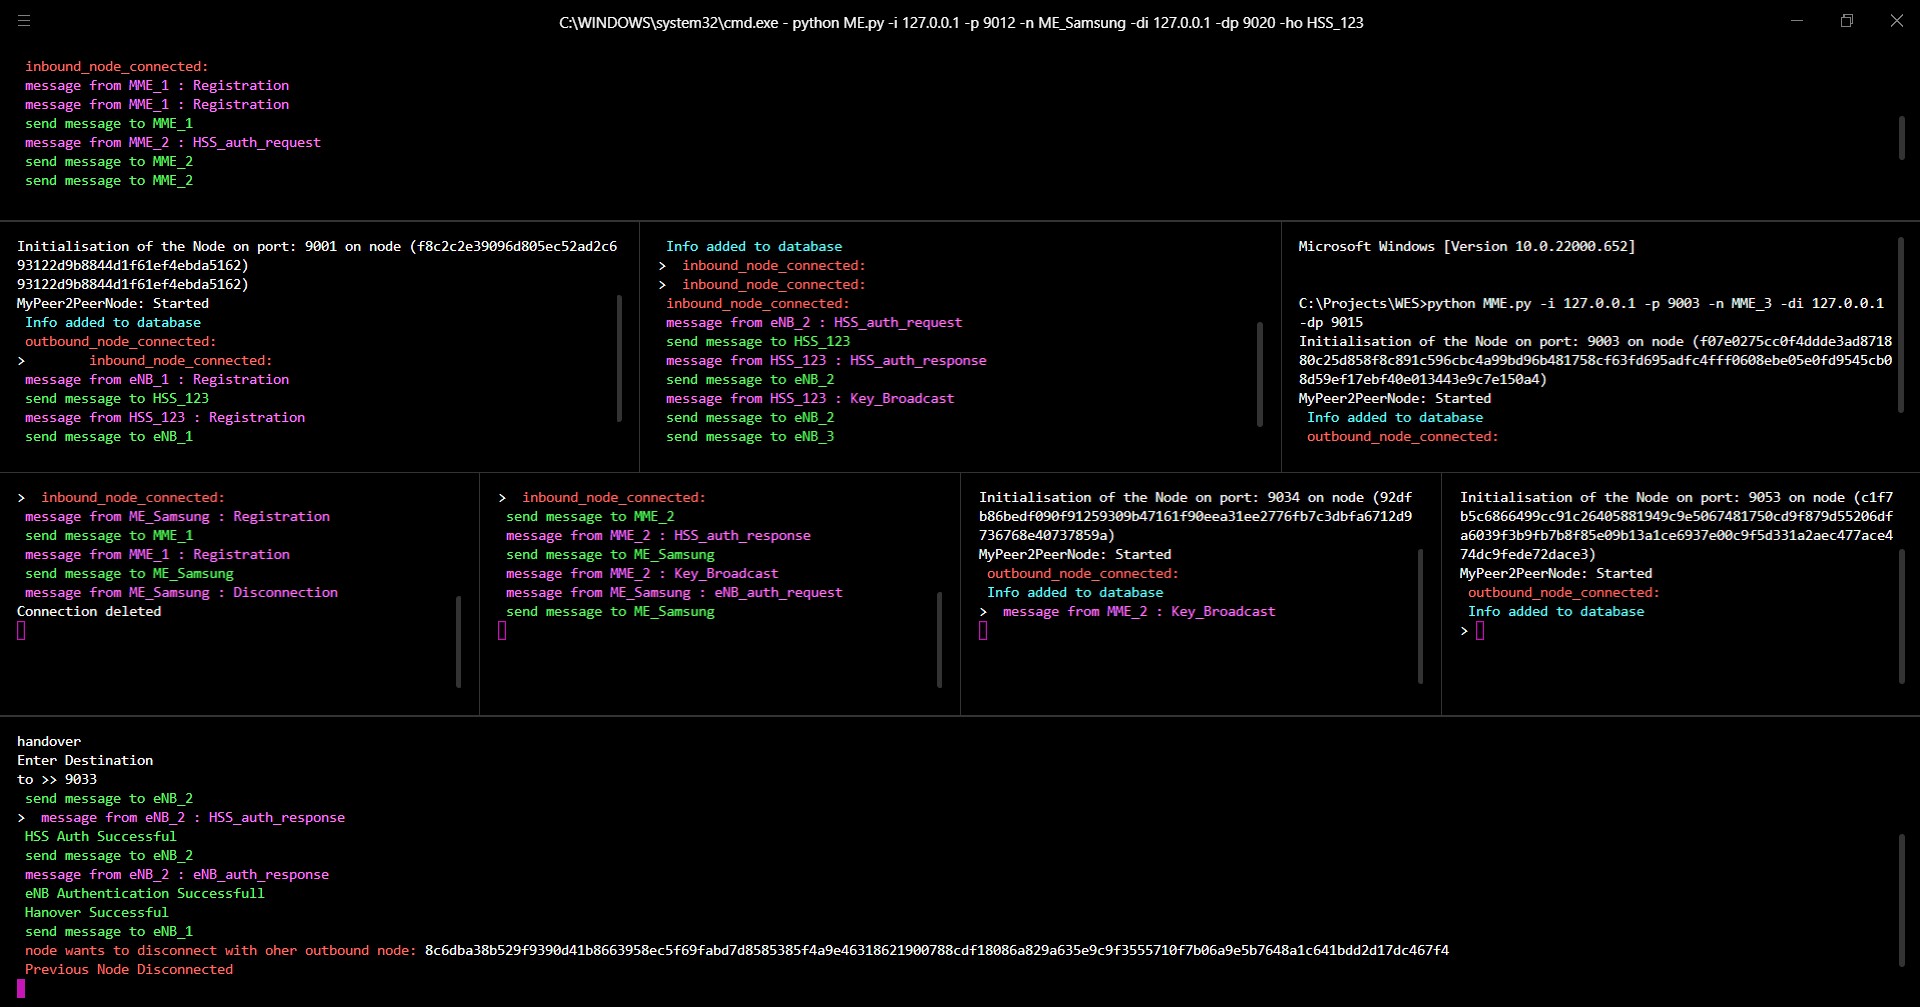 C:\WINDOWS\system32\cmd.exe - python ME.py -i 127.0.0.1 -p 9012 -n ME_Samsung -di 127.0.0.1 -dp 9020 -ho HSS_123
inbound_node_connected:
message from MME_1 : Registration
message from MME_1 : Registration
send message to MME_1
message from MME_2 : HSS_auth_request
send message to MME_2
send message to MME_2
Initialisation of the Node on port: 9001 on node (f8c2c2e39096d805ec52ad2c6
93122d9b8844d1f61ef4ebda5162)
93122d9b8844d1f61ef4ebda5162)
MyPeer2PeerNode: Started
Info added to database
outbound_node_connected:
> inbound_node_connected:
message from eNB_1 : Registration
send message to HSS_123
message from HSS_123 : Registration
send message to eNB_1
Info added to database
> inbound_node_connected:
> inbound_node_connected:
inbound_node_connected:
message from eNB_2 : HSS_auth_request
send message to HSS_123
message from HSS_123 : HSS_auth_response
send message to eNB_2
message from HSS_123 : Key_Broadcast
send message to eNB_2
send message to eNB_3
Microsoft Windows [Version 10.0.22000.652]
C:\Projects\WES>python MME.py -i 127.0.0.1 -p 9003 -n MME_3 -di 127.0.0.1
-dp 9015
Initialisation of the Node on port: 9003 on node (f07e0275cc0f4ddde3ad8718
80c25d858f8c891c596cbc4a99bd96b481758cf63fd695adfc4fff0608ebe05e0fd9545cb0
8d59ef17ebf40e013443e9c7e150a4)
MyPeer2PeerNode: Started
Info added to database
outbound_node_connected:
> inbound_node_connected:
message from ME_Samsung : Registration
send message to MME_1
message from MME_1 : Registration
send message to ME_Samsung
message from ME_Samsung : Disconnection
Connection deleted
> inbound_node_connected:
send message to MME_2
message from MME_2 : HSS_auth_response
send message to ME_Samsung
message from MME_2 : Key_Broadcast
message from ME_Samsung : eNB_auth_request
send message to ME_Samsung
Initialisation of the Node on port: 9034 on node (92df
b86bedf090f91259309b47161f90eea31ee2776fb7c3dbfa6712d9
736768e40737859a)
MyPeer2PeerNode: Started
outbound_node_connected:
Info added to database
> message from MME_2 : Key_Broadcast
Initialisation of the Node on port: 9053 on node (c1f7
b5c6866499cc91c26405881949c9e5067481750cd9f879d55206df
a6039f3b9fb7b8f85e09b13a1ce6937e00c9f5d331a2aec477ace4
74dc9fede72dace3)
MyPeer2PeerNode: Started
outbound_node_connected:
Info added to database
>
handover
Enter Destination
to >> 9033
send message to eNB_2
> message from eNB_2 : HSS_auth_response
HSS Auth Successful
send message to eNB_2
message from eNB_2 : eNB_auth_response
eNB Authentication Successfull
Hanover Successful
send message to eNB_1
node wants to disconnect with oher outbound node: 8c6dba38b529f9390d41b8663958ec5f69fabd7d8585385f4a9e46318621900788cdf18086a829a635e9c9f3555710f7b06a9e5b7648a1c641bdd2d17dc467f4
Previous Node Disconnected